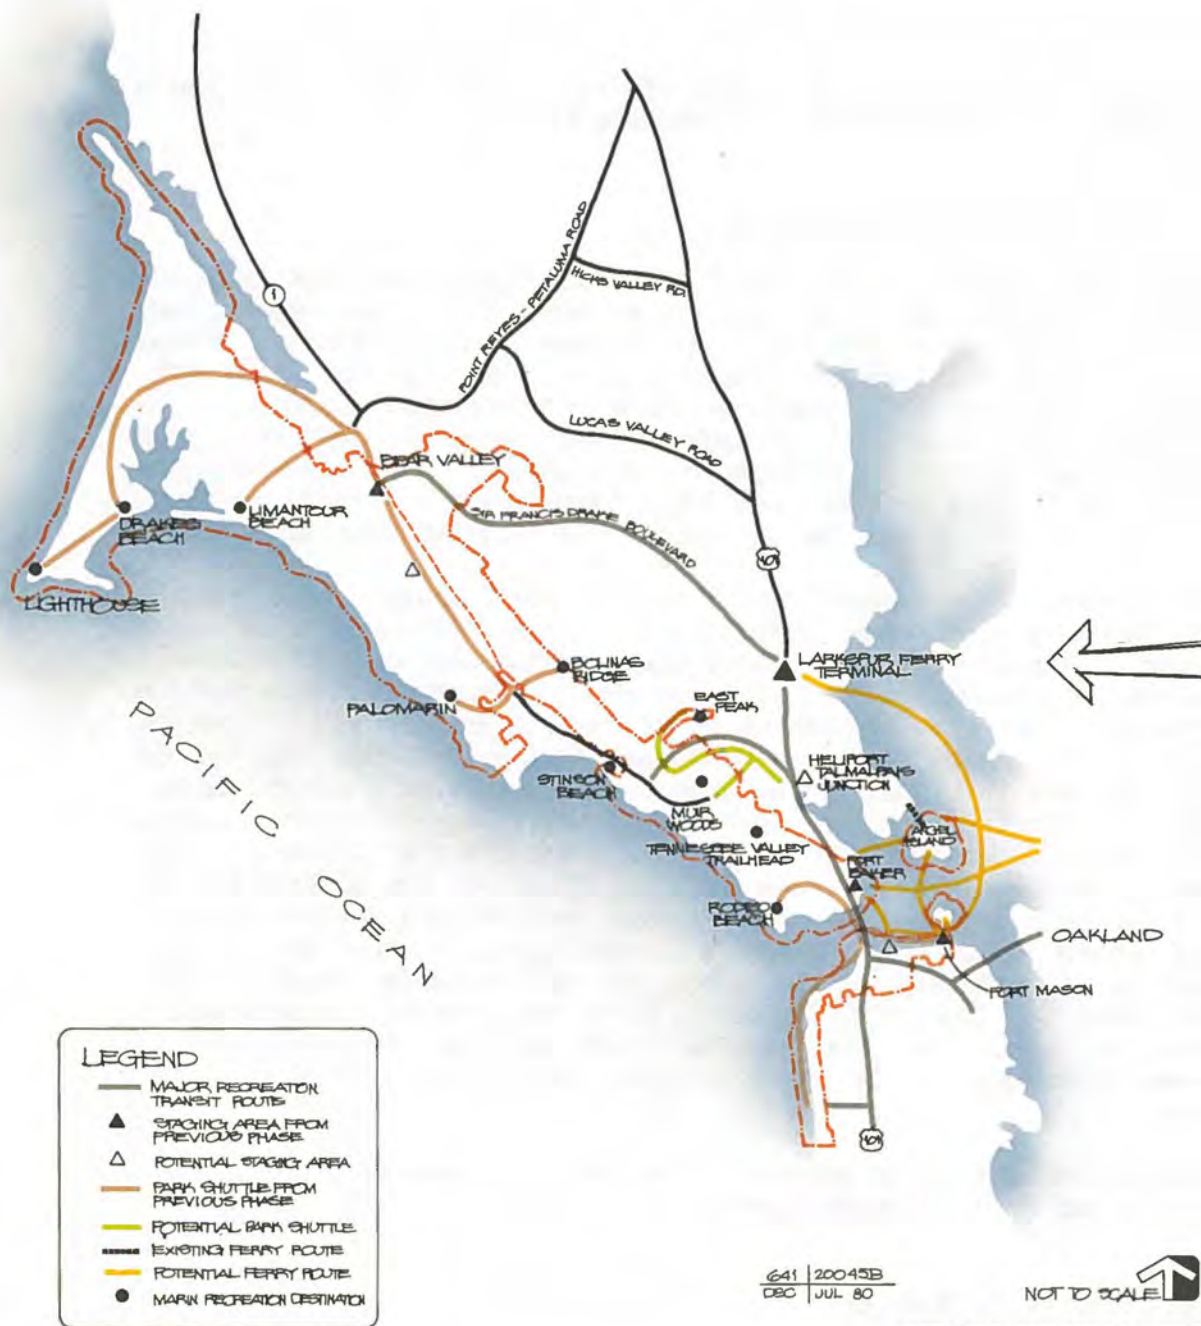 1
POINT REYES - PETALUMA ROAD
HICKS VALLEY RD.
LUCAS VALLEY ROAD
BEAR VALLEY
SIR FRANCIS DRAKE BOULEVARD
DRAKES
BEACH
LIMANTOUR
BEACH
101
LIGHTHOUSE
LARKSPUR FERRY
TERMINAL
BOLINAS
RIDGE
PALOMARIN
EAST
PEAK
PACIFIC OCEAN
STINSON
BEACH
HELIPORT
TALMALPAIS
JUNCTION
MUIR
WOODS
ANGEL
ISLAND
TENNESSEE VALLEY
TRAILHEAD
FORT
BAKER
RODEO
BEACH
OAKLAND
FORT MASON
101
LEGEND
MAJOR RECREATION
TRANSIT ROUTE
STAGING AREA FROM
PREVIOUS PHASE
POTENTIAL STAGING AREA
PARK SHUTTLE FROM
PREVIOUS PHASE
POTENTIAL PARK SHUTTLE
EXISTING FERRY ROUTE
POTENTIAL FERRY ROUTE
MARIN RECREATION DESTINATION
641 | 20045B
DEC | JUL 80
NOT TO SCALE